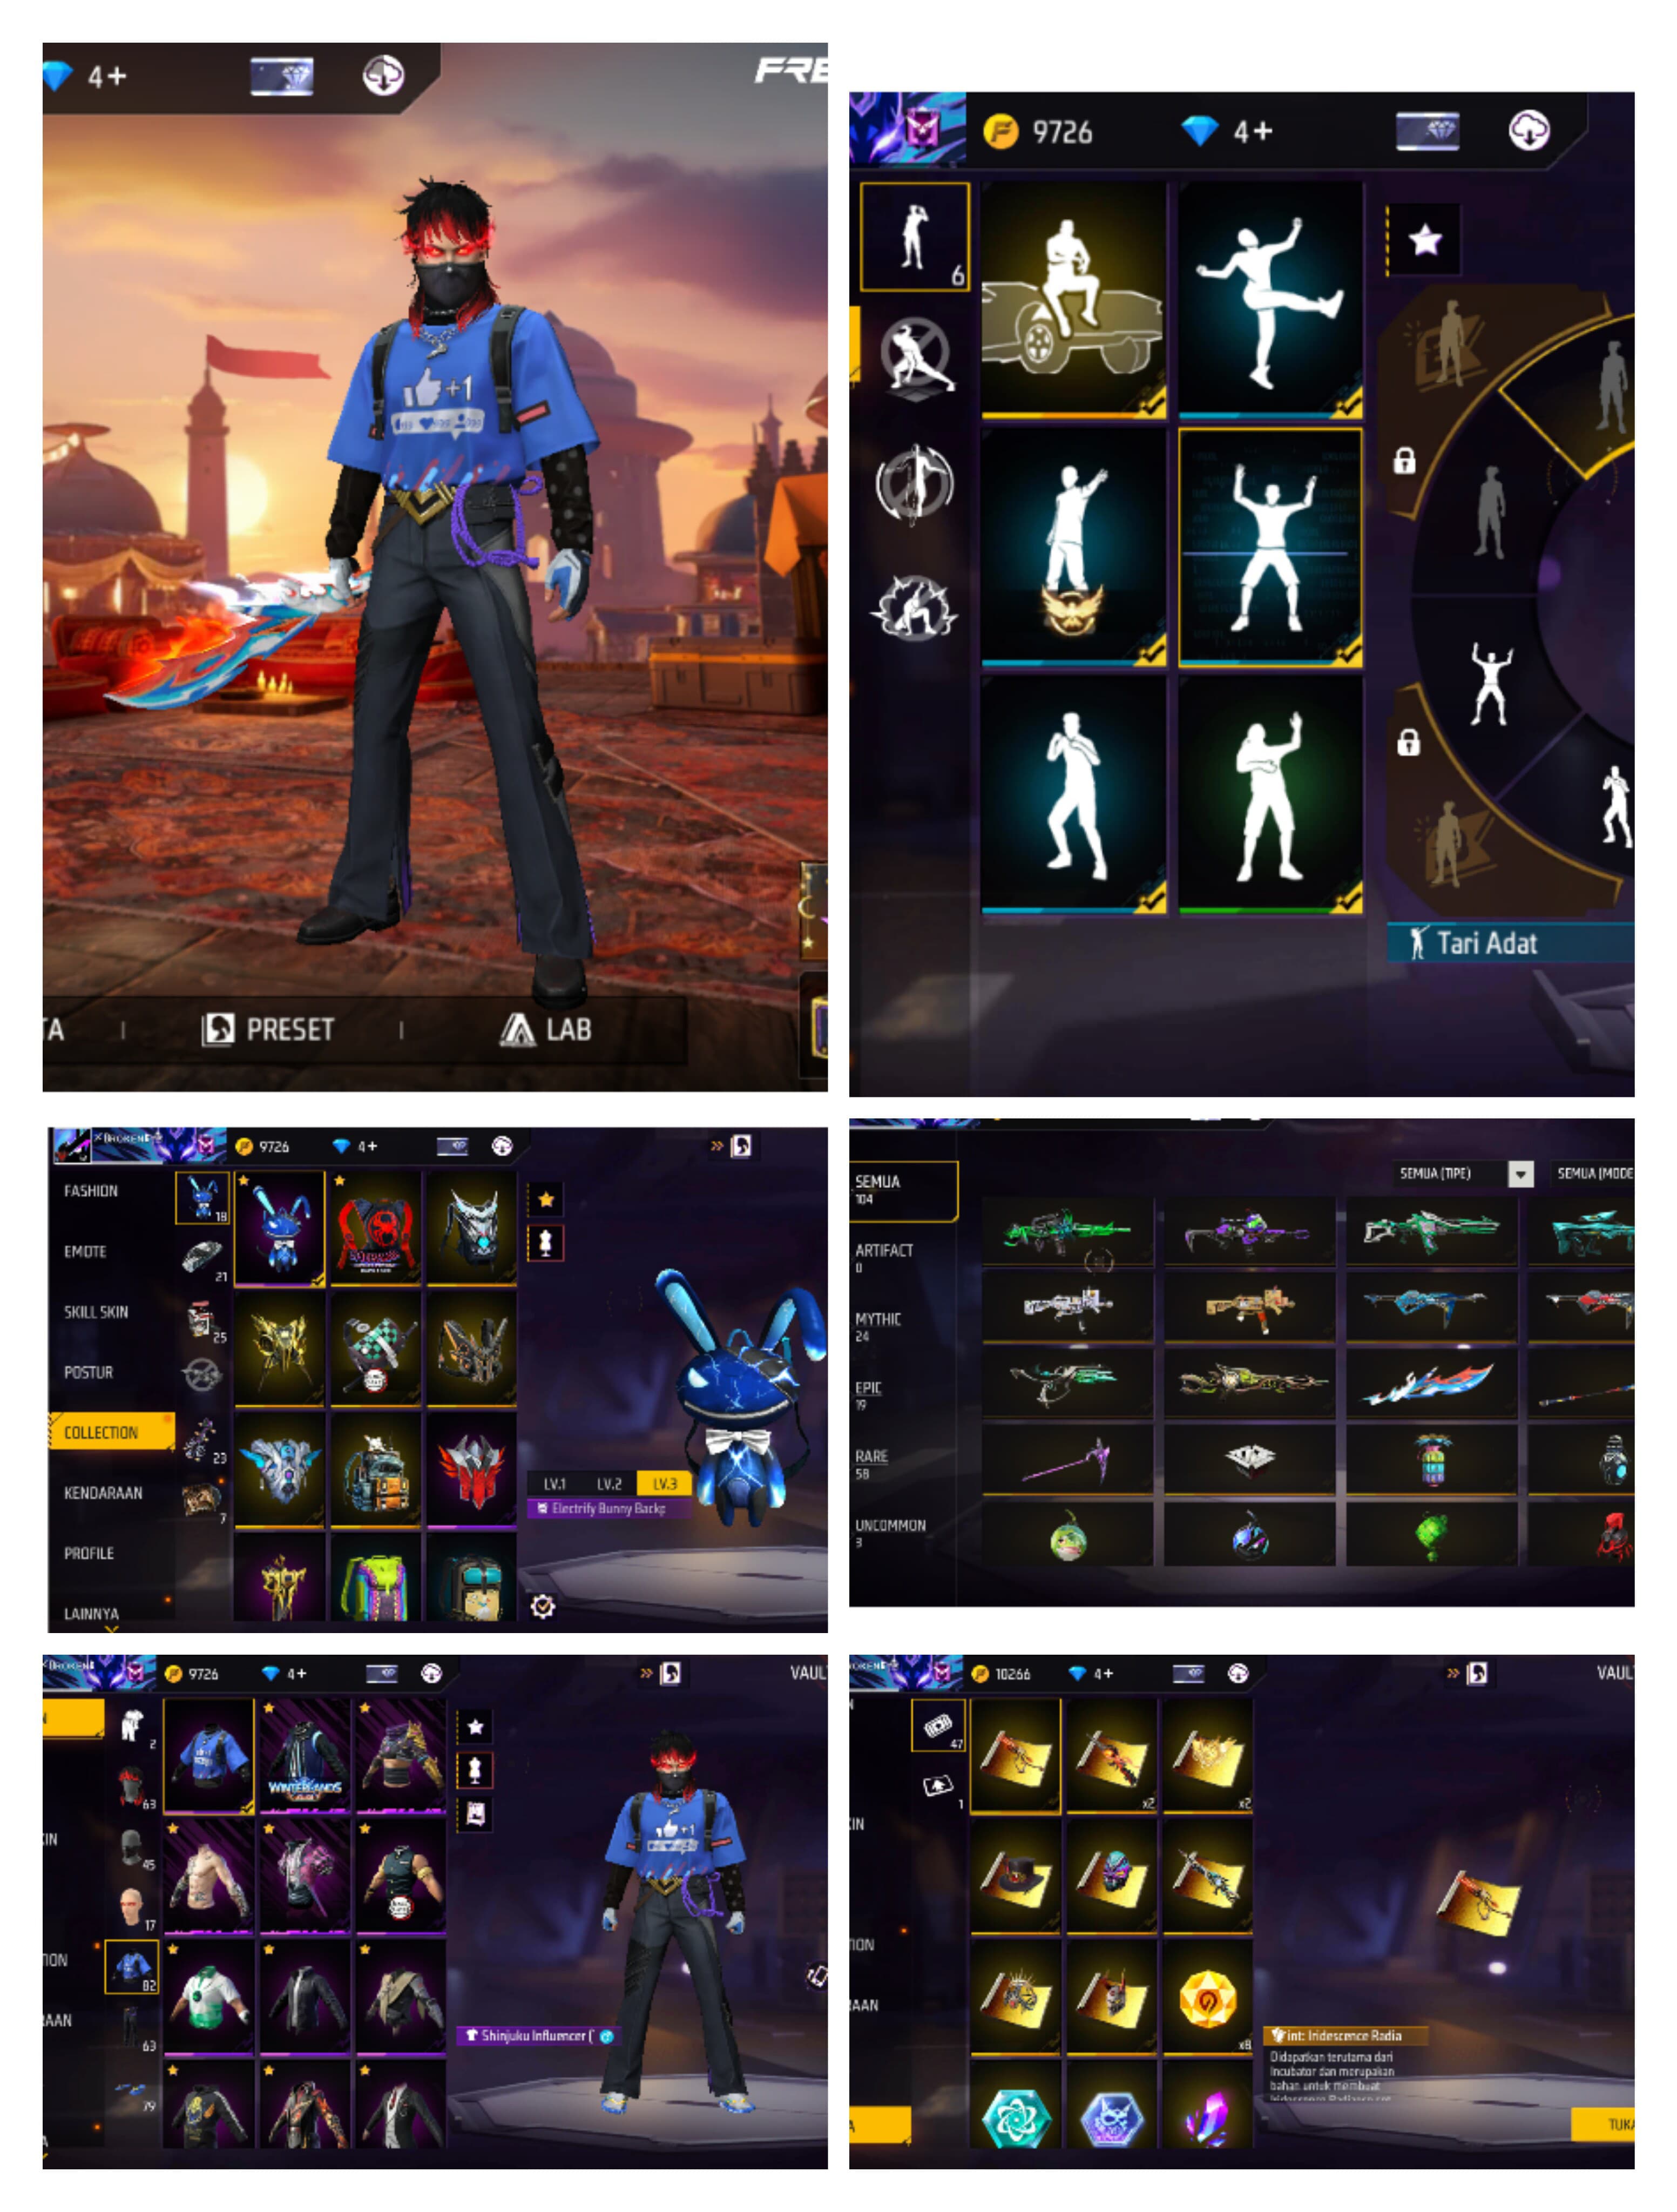 4+
FRE
TA
PRESET
LAB
9726
4+
6
Tari Adat
9726
4+
FASHION
18
EMOTE
21
SKILL SKIN
25
POSTUR
COLLECTION
23
KENDARAAN
7
PROFILE
LAINNYA
LV.1
LV.2
LV.3
Electrify Bunny Backp
SEMUA
104
SEMUA (TIPE)
SEMUA (MODE
ARTIFACT
0
MYTHIC
24
EPIC
19
RARE
58
UNCOMMON
3
9726
4+
VAUL
2
63
WINTERLANDS
45
17
82
63
79
+1
Shinjuku Influencer (
10266
4+
VAUL
47
1
x2
x2
x8
int: Iridescence Radia
Didapatkan terutama dari
Incubator dan merupakan
bahan untuk membuat
TUKA